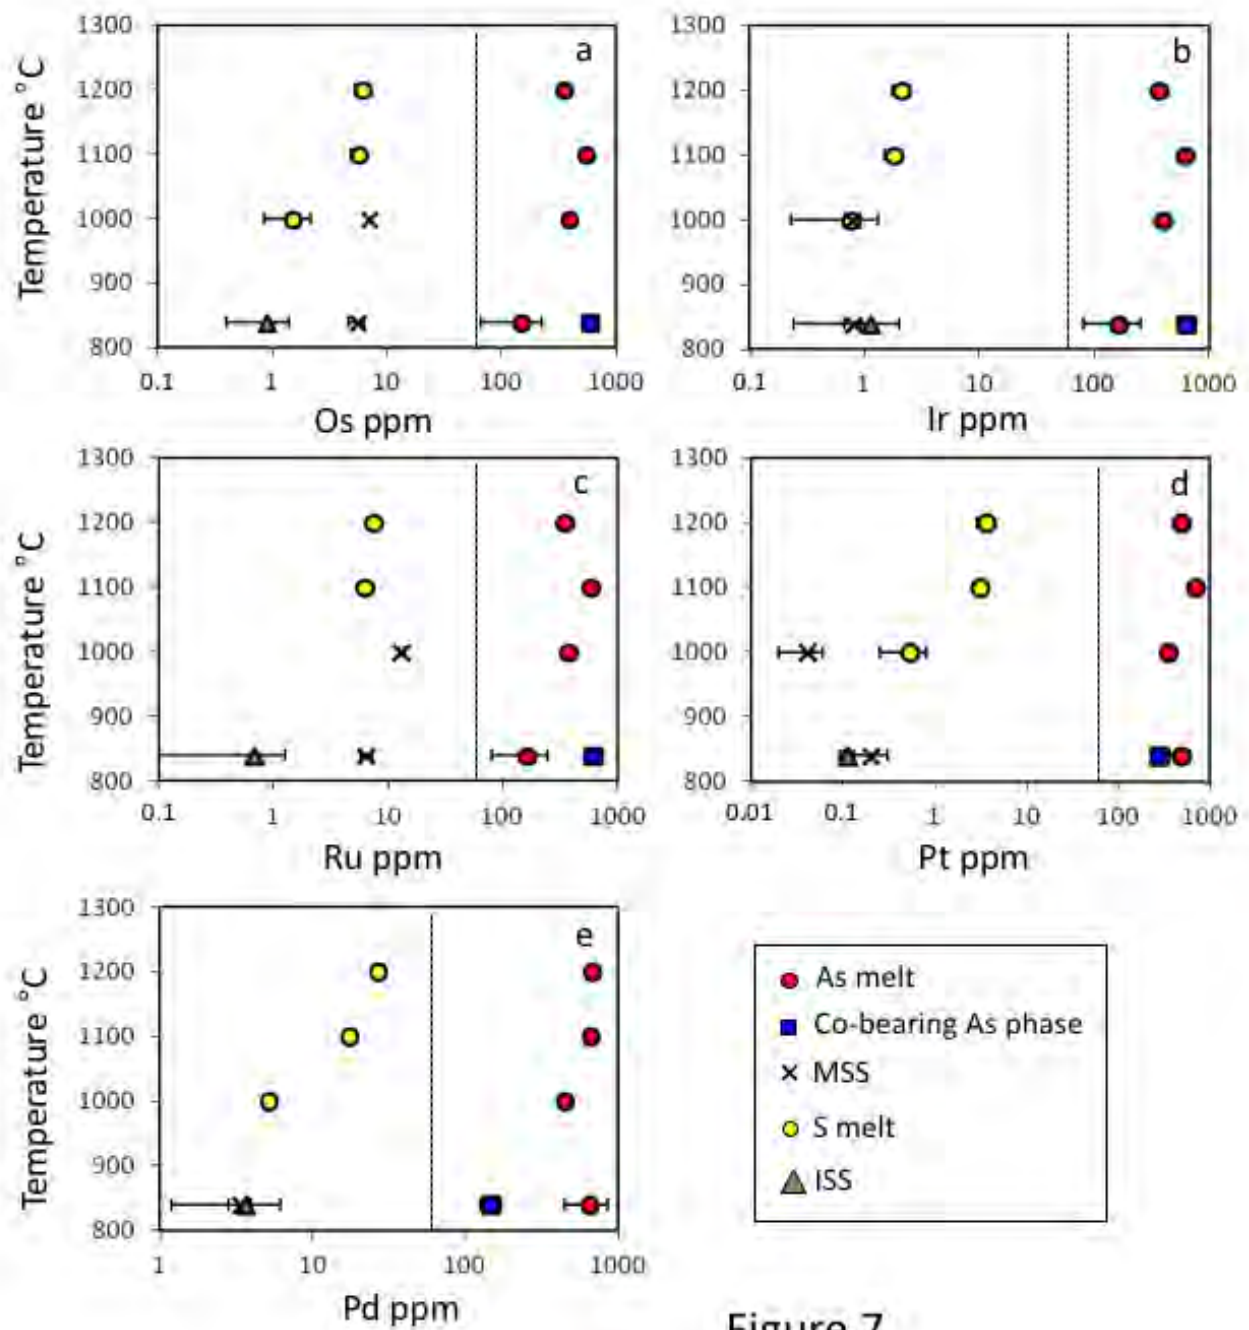 1300
1200
1100
1000
900
800
Temperature °C
a
0.1 1 10 100 1000
Os ppm
1300
1200
1100
1000
900
800
b
0.1 1 10 100 1000
Ir ppm
1300
1200
1100
1000
900
800
Temperature °C
c
0.1 1 10 100 1000
Ru ppm
1300
1200
1100
1000
900
800
d
0.01 0.1 1 10 100 1000
Pt ppm
1300
1200
1100
1000
900
800
Temperature °C
e
1 10 100 1000
Pd ppm
As melt
Co-bearing As phase
MSS
S melt
ISS
Figure 7